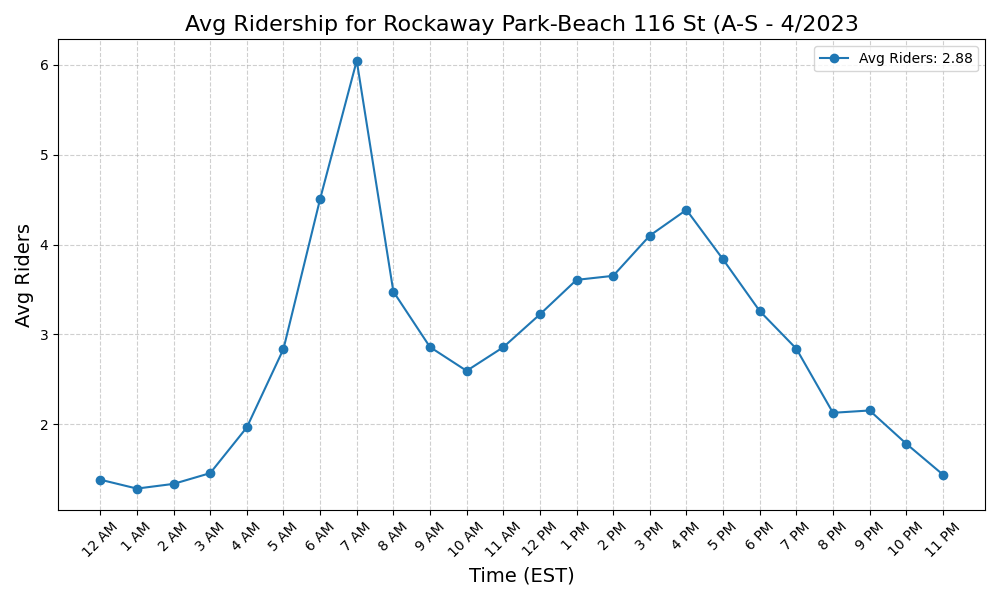 Avg Ridership for Rockaway Park-Beach 116 St (A-S - 4/2023
Avg Riders: 2.88
Avg Riders
6
5
4
3
2
12 AM
1 AM
2 AM
3 AM
4 AM
5 AM
6 AM
7 AM
8 AM
9 AM
10 AM
11 AM
12 PM
1 PM
2 PM
3 PM
4 PM
5 PM
6 PM
7 PM
8 PM
9 PM
10 PM
11 PM
Time (EST)